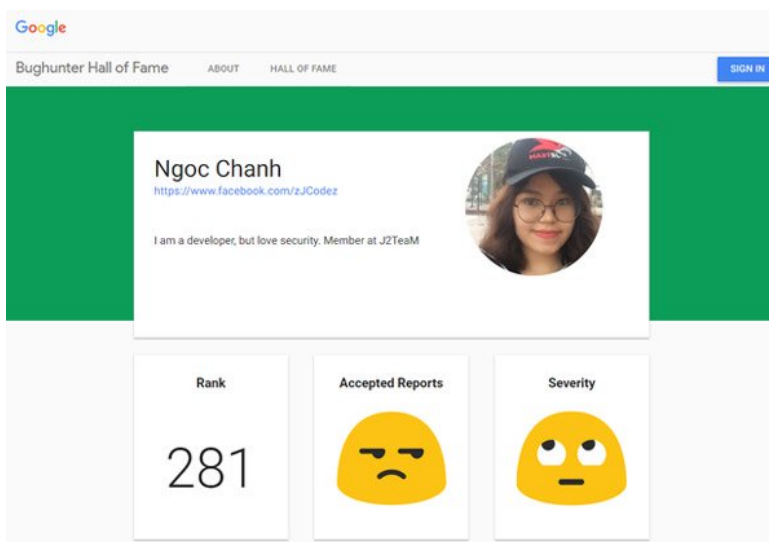 Google
Bughunter Hall of Fame ABOUT HALL OF FAME SIGN IN
Ngoc Chanh
https://www.facebook.com/zJCodez
I am a developer, but love security. Member at J2TeaM
Rank
281
Accepted Reports
Severity